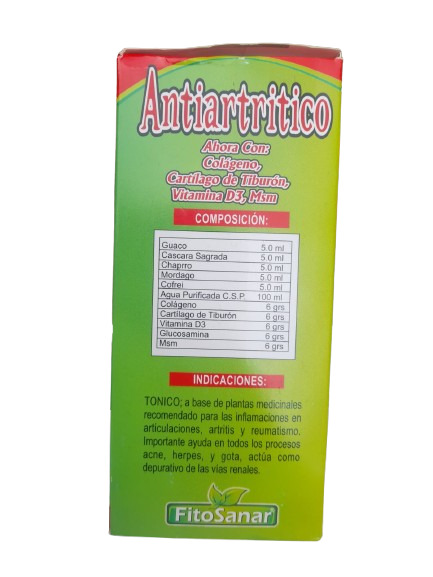 Antiartritico
Ahora Con:
Colágeno,
Cartílago de Tiburón,
Vitamina D3, Msm
COMPOSICIÓN:
Guaco 5.0 ml
Cascara Sagrada 5.0 ml
Chaprro 5.0 ml
Mordago 5.0 ml
Cofrei 5.0 ml
Agua Purificada C.S.P. 100 ml
Colágeno 6 grs
Cartílago de Tiburón 6 grs
Vitamina D3 6 grs
Glucosamina 6 grs
Msm 6 grs
INDICACIONES:
TONICO; a base de plantas medicinales
recomendado para las inflamaciones en
articulaciones, artritis y reumatismo.
Importante ayuda en todos los procesos
acne, herpes, y gota, actúa como
depurativo de las vías renales.
FitoSanar